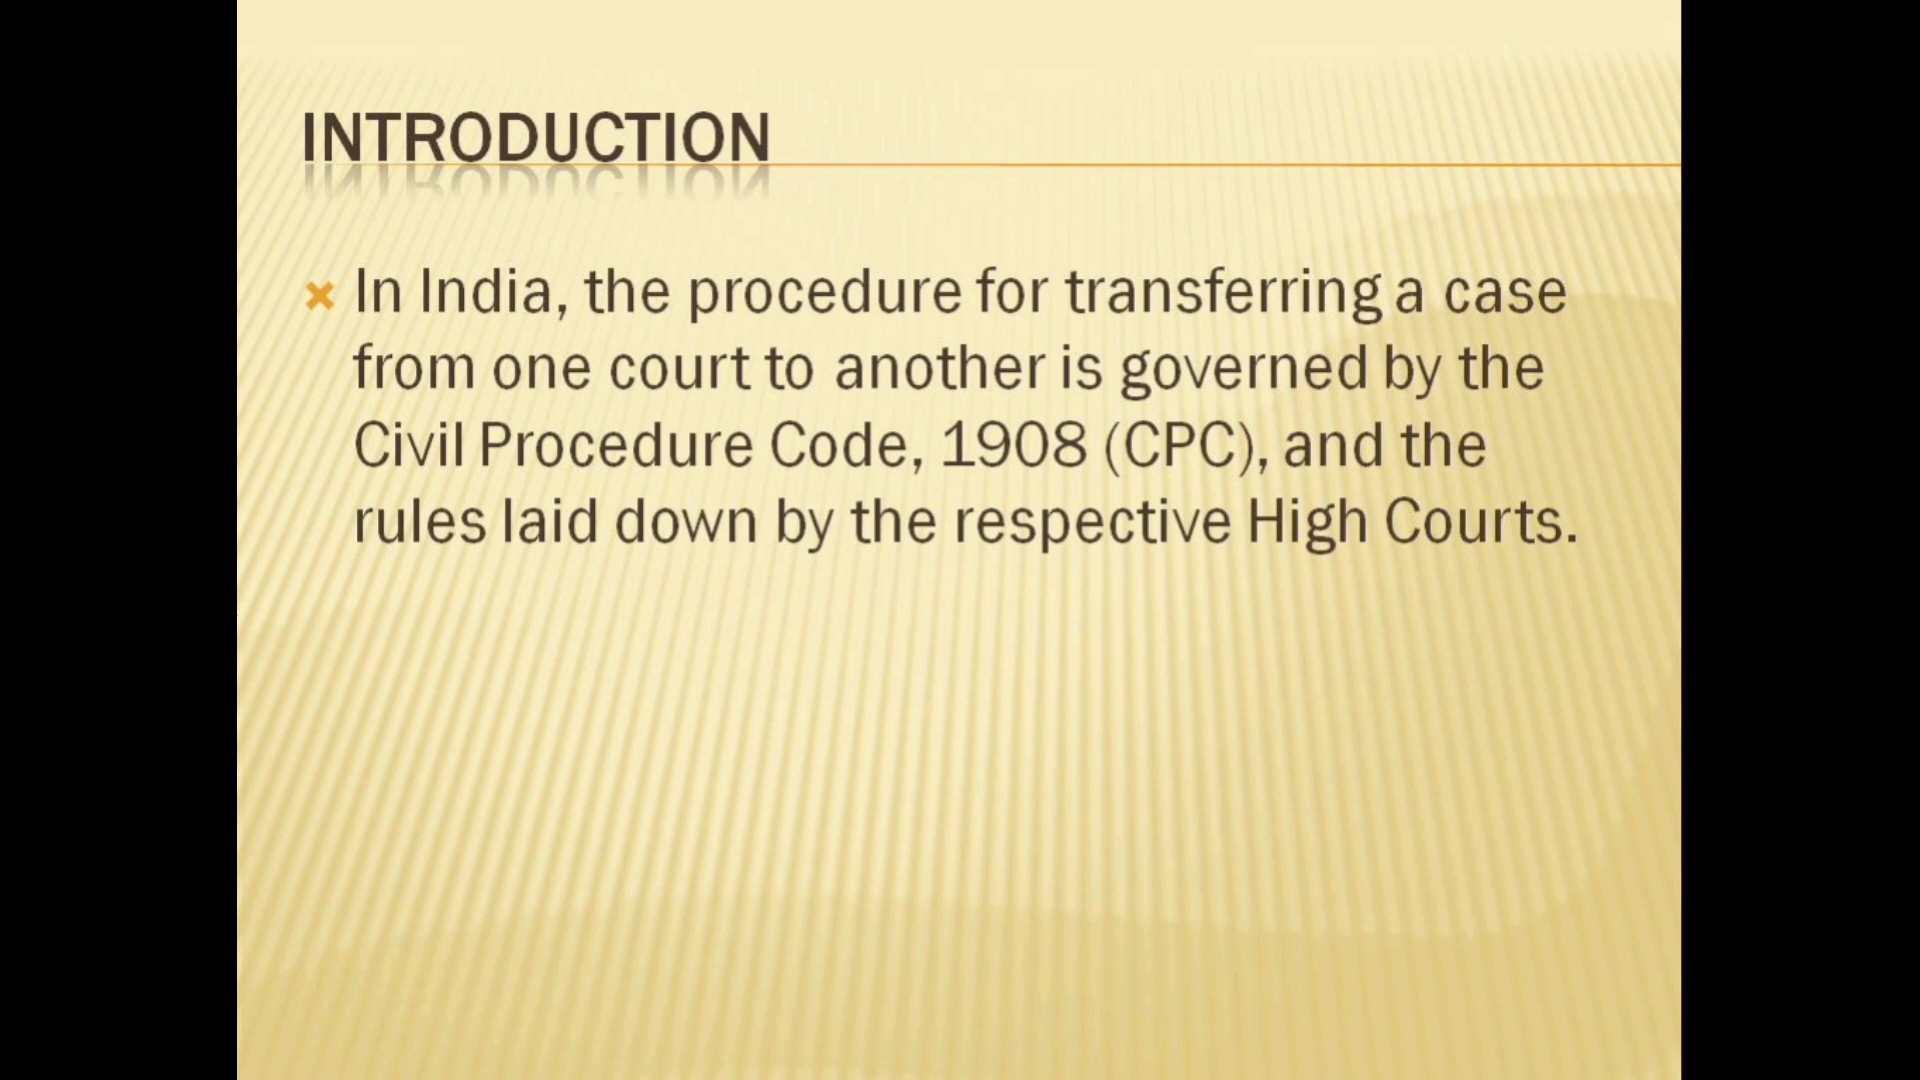 INTRODUCTION
In India, the procedure for transferring a case
from one court to another is governed by the
Civil Procedure Code, 1908 (CPC), and the
rules laid down by the respective High Courts.